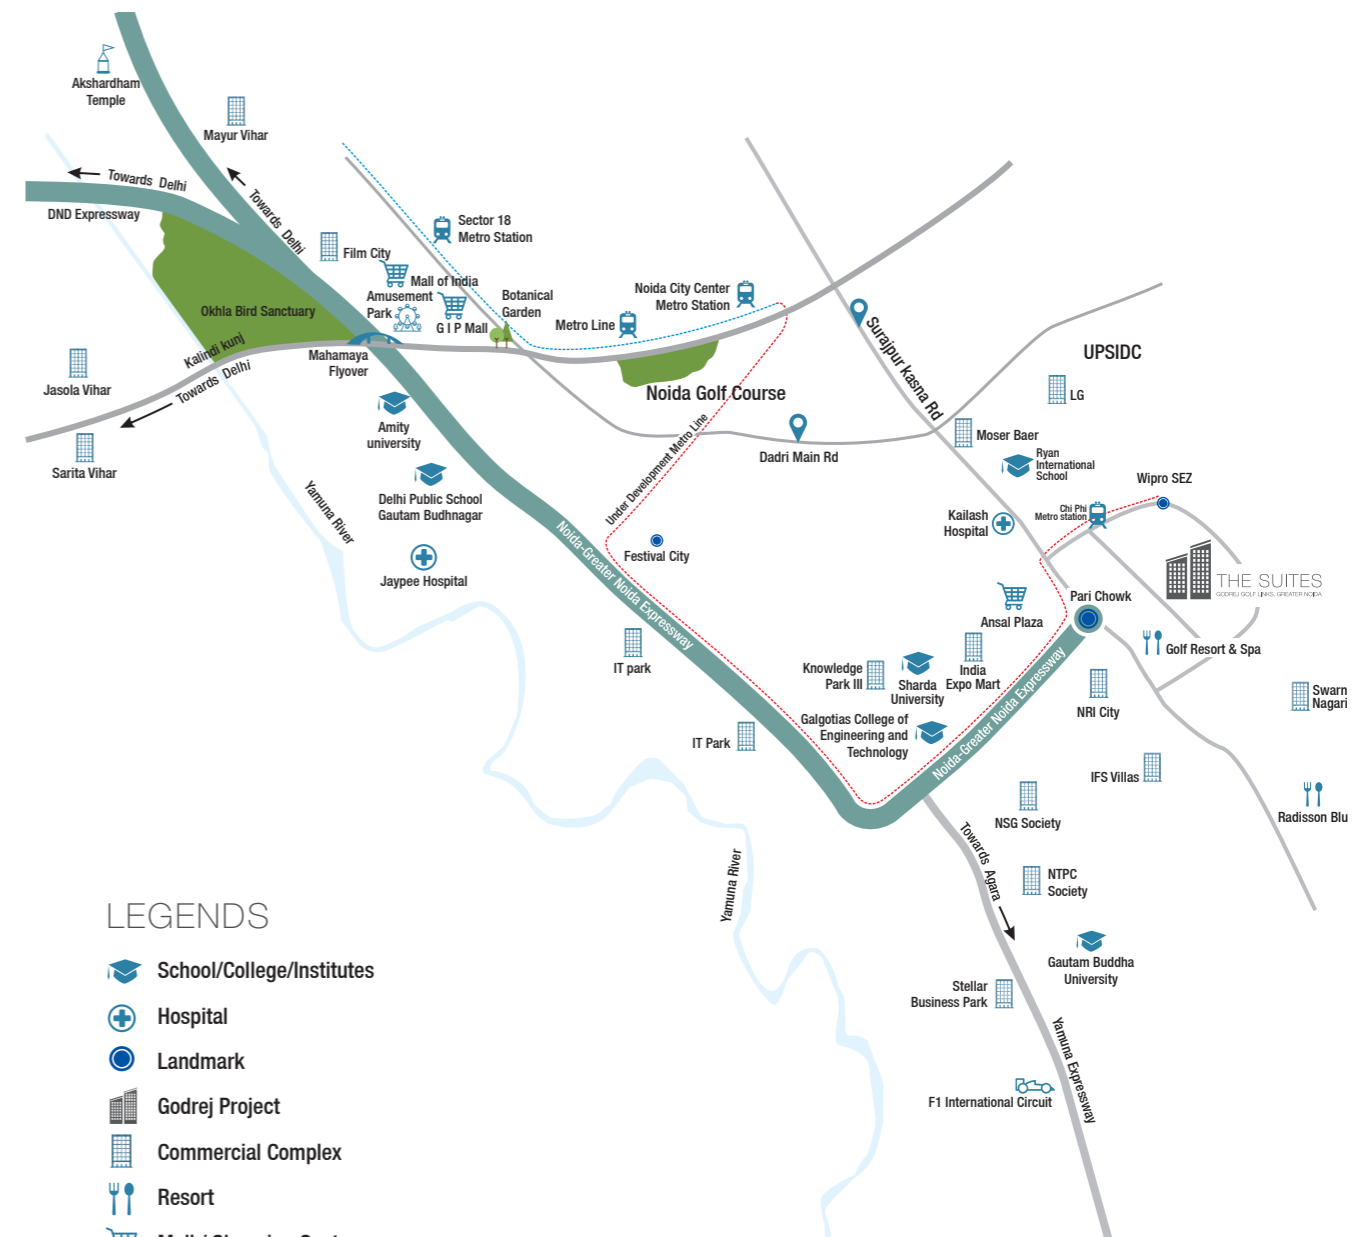 Akshardham
Temple
Mayur Vihar
Towards Delhi
DND Expressway
Towards Delhi
Sector 18
Metro Station
Film City
Mall of India
Amusement
Park
G I P Mall
Botanical
Garden
Noida City Center
Metro Station
Metro Line
Okhla Bird Sanctuary
Kalindi kunj
Towards Delhi
Mahamaya
Flyover
Jasola Vihar
Sarita Vihar
Noida Golf Course
Surajpur kasna Rd
UPSIDC
LG
Moser Baer
Ryan
International
School
Dadri Main Rd
Under Development Metro Line
Amity
university
Delhi Public School
Gautam Budhnagar
Yamuna River
Jaypee Hospital
Noida-Greater Noida Expressway
Festival City
Kailash
Hospital
Chi Phi
Metro station
Wipro SEZ
THE SUITES
GODREJ GOLF LINKS, GREATER NOIDA
Pari Chowk
Ansal Plaza
Golf Resort & Spa
IT park
Knowledge
Park III
Sharda
University
India
Expo Mart
Noida-Greater Noida Expressway
NRI City
Swarn
Nagari
IT Park
Galgotias College of
Engineering and
Technology
IFS Villas
NSG Society
Radisson Blu
Towards Agara
NTPC
Society
Yamuna River
Gautam Buddha
University
Stellar
Business Park
Yamuna Expressway
F1 International Circuit
LEGENDS
School/College/Institutes
Hospital
Landmark
Godrej Project
Commercial Complex
Resort